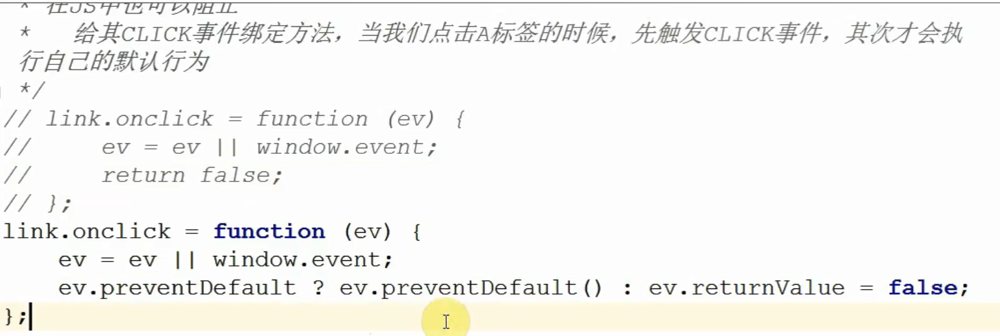 * 在JS中也可以阻止
*   给其CLICK事件绑定方法，当我们点击A标签的时候，先触发CLICK事件，其次才会执
行自己的默认行为
*/
// link.onclick = function (ev) {
//     ev = ev || window.event;
//     return false;
// };
link.onclick = function (ev) {
    ev = ev || window.event;
    ev.preventDefault ? ev.preventDefault() : ev.returnValue = false;
};